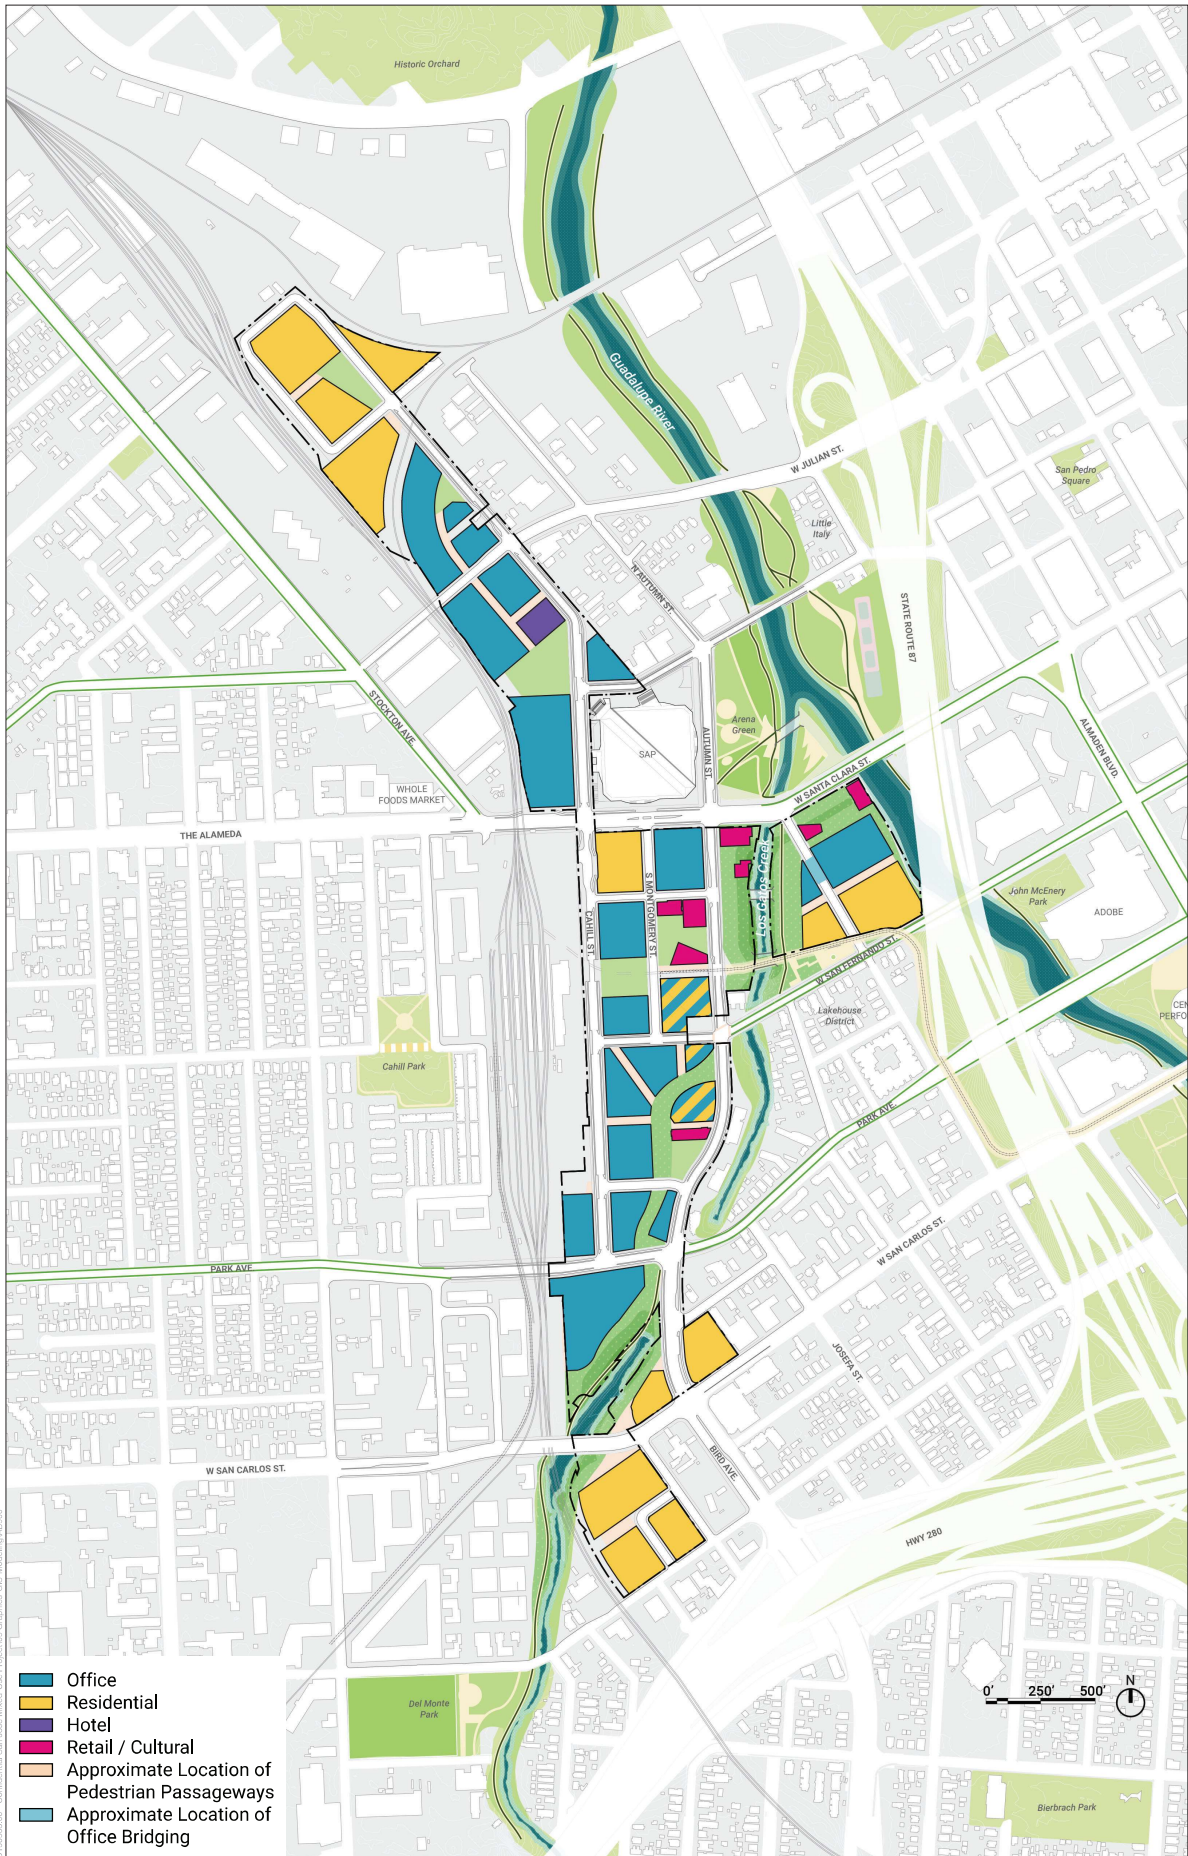 Historic Orchard
Guadalupe River
W JULIAN ST.
San Pedro
Square
Little
Italy
N AUTUMN ST.
STATE ROUTE 87
STOCKTON AVE
Arena
Green
SAP
AUTUMN ST.
ALMADEN BLVD.
W SANTA CLARA ST.
WHOLE
FOODS MARKET
THE ALAMEDA
Los Gatos Creek
S MONTGOMERY ST.
CAHILL ST.
John McEnery
Park
ADOBE
W SAN FERNANDO ST.
Lakehouse
District
CEN
PERFO
Cahill Park
PARK AVE.
W SAN CARLOS ST.
PARK AVE
JOSEFA ST.
BIRD AVE.
W SAN CARLOS ST.
HWY 280
Office
Residential
Hotel
Retail / Cultural
Approximate Location of
Pedestrian Passageways
Approximate Location of
Office Bridging
Del Monte
Park
0' 250' 500'
N
Bierbrach Park